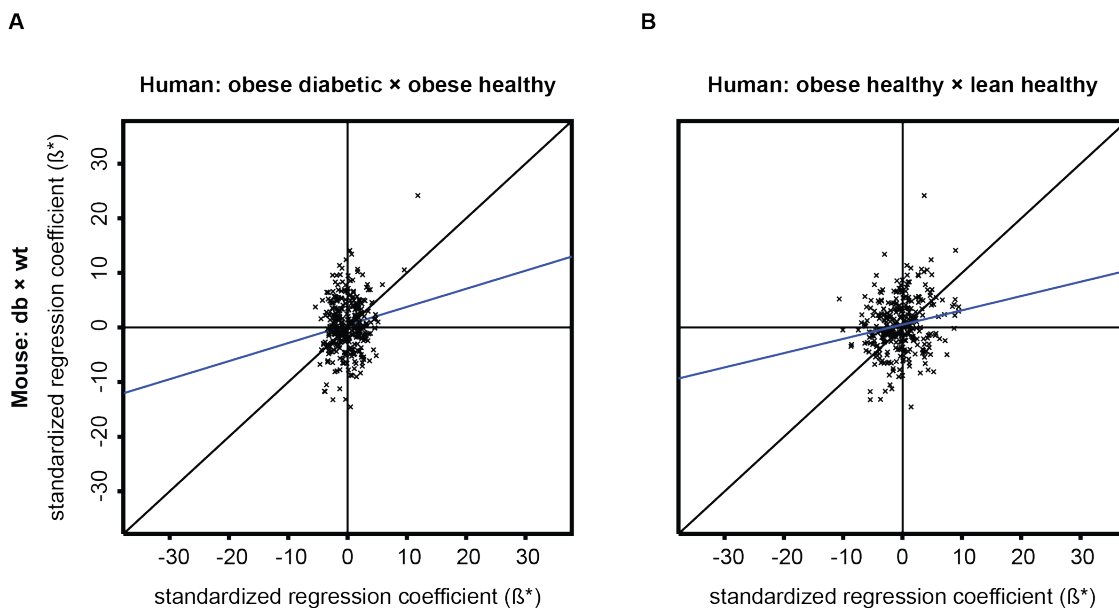 A
B
Human: obese diabetic × obese healthy
Human: obese healthy × lean healthy
Mouse: db × wt
standardized regression coefficient (ß*)
30
20
10
0
-10
-20
-30
-30 -20 -10 0 10 20 30
-30 -20 -10 0 10 20 30
standardized regression coefficient (ß*)
standardized regression coefficient (ß*)